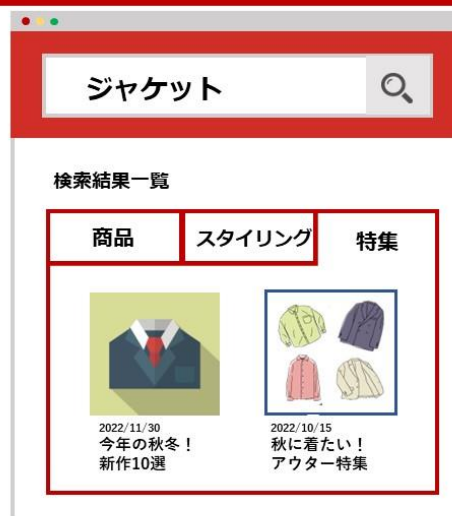 ジャケット
検索結果一覧
商品 スタイリング 特集
2022/11/30
今年の秋冬！
新作10選
2022/10/15
秋に着たい！
アウター特集